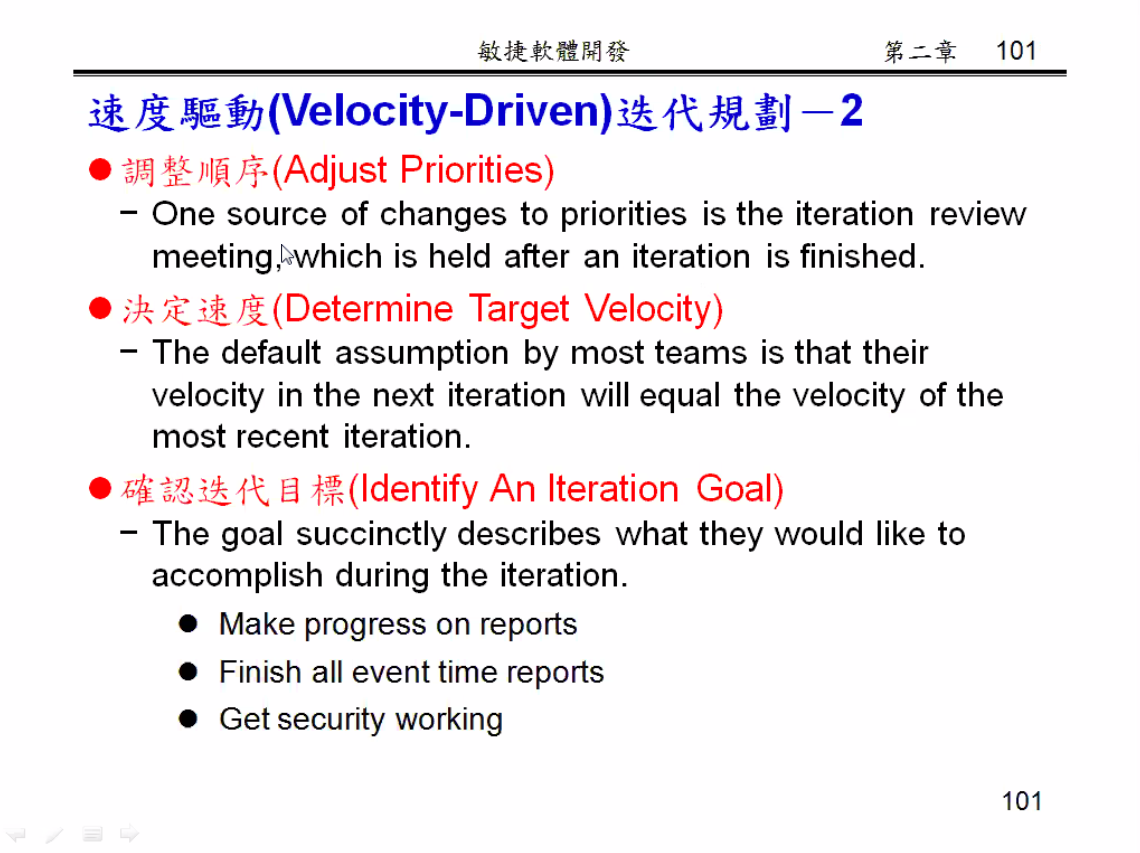 敏捷軟體開發 第二章 101
速度驅動(Velocity-Driven)迭代規劃－2
●調整順序(Adjust Priorities)
− One source of changes to priorities is the iteration review
meeting, which is held after an iteration is finished.
●決定速度(Determine Target Velocity)
− The default assumption by most teams is that their
velocity in the next iteration will equal the velocity of the
most recent iteration.
●確認迭代目標(Identify An Iteration Goal)
− The goal succinctly describes what they would like to
accomplish during the iteration.
● Make progress on reports
● Finish all event time reports
● Get security working
101